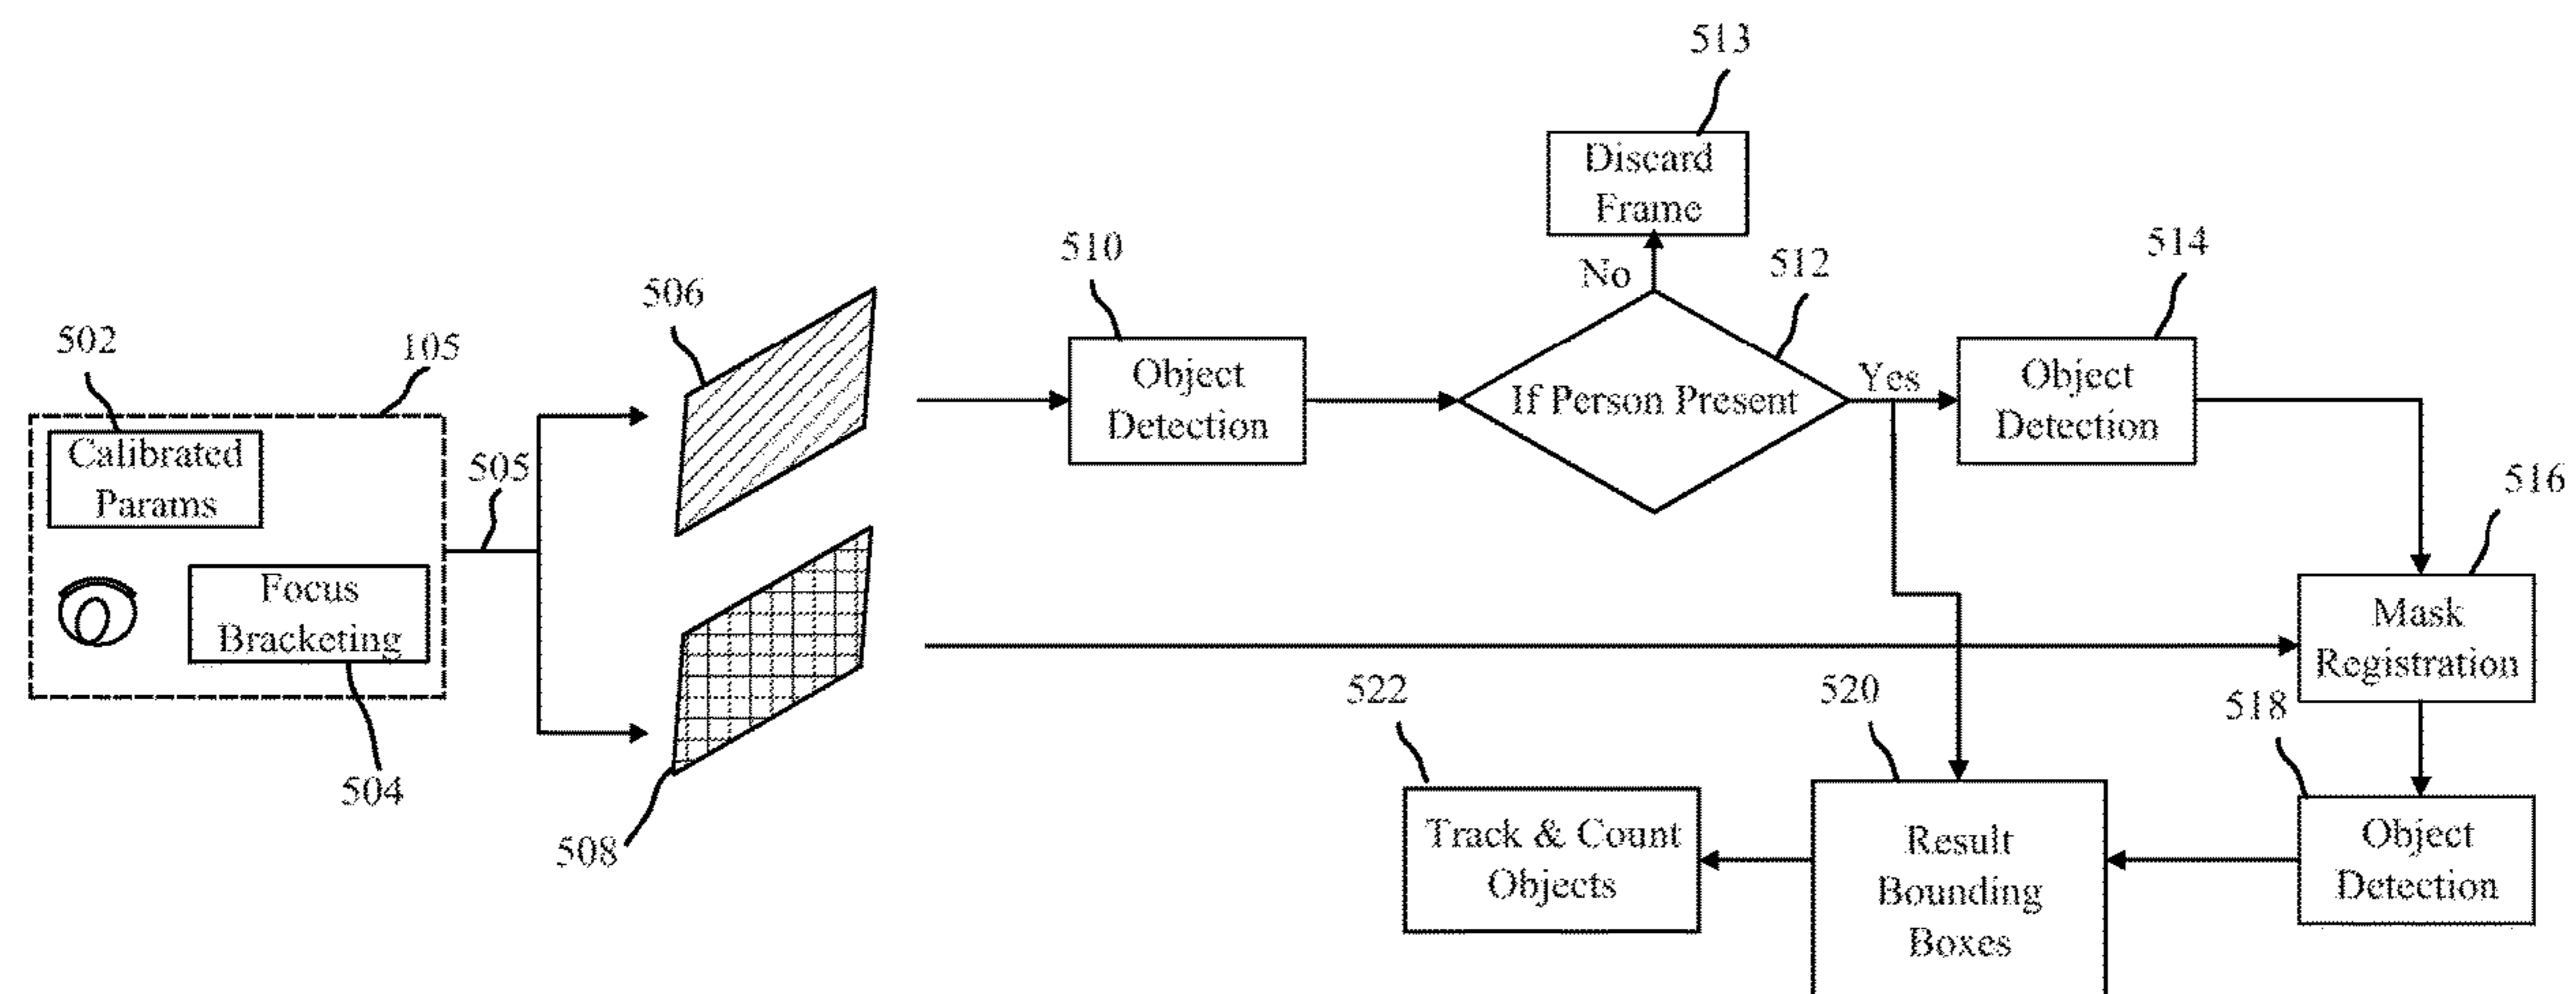 513
Discard
Frame
510
No
512
514
506
502
105
Calibrated
Params
505
Object
Detection
If Person Present
Yes
Object
Detection
516
Focus
Bracketing
504
508
Mask
Registration
522
520
518
Track & Count
Objects
Result
Bounding
Boxes
Object
Detection